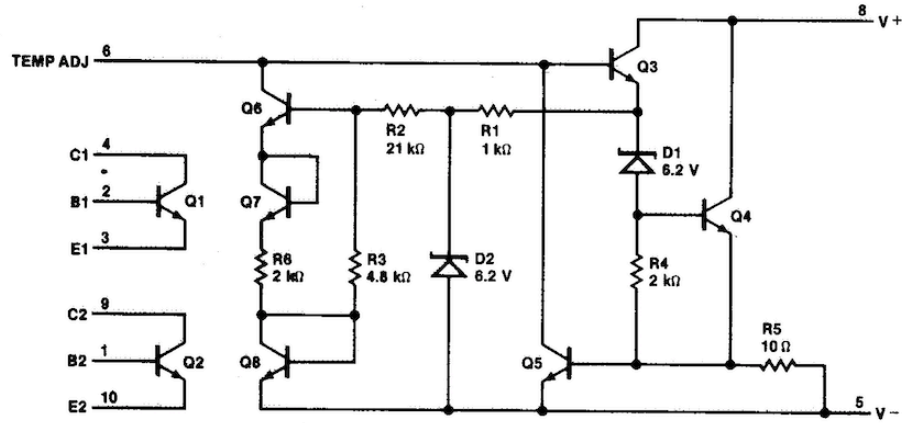 8
V+
TEMP ADJ
6
Q3
Q6
R2
21 kΩ
R1
1 kΩ
D1
6.2 V
C1
4
B1
2
Q1
Q7
Q4
E1
3
R6
2 kΩ
R3
4.8 kΩ
D2
6.2 V
R4
2 kΩ
C2
9
R5
10 Ω
B2
1
Q2
Q8
Q5
E2
10
5
V−